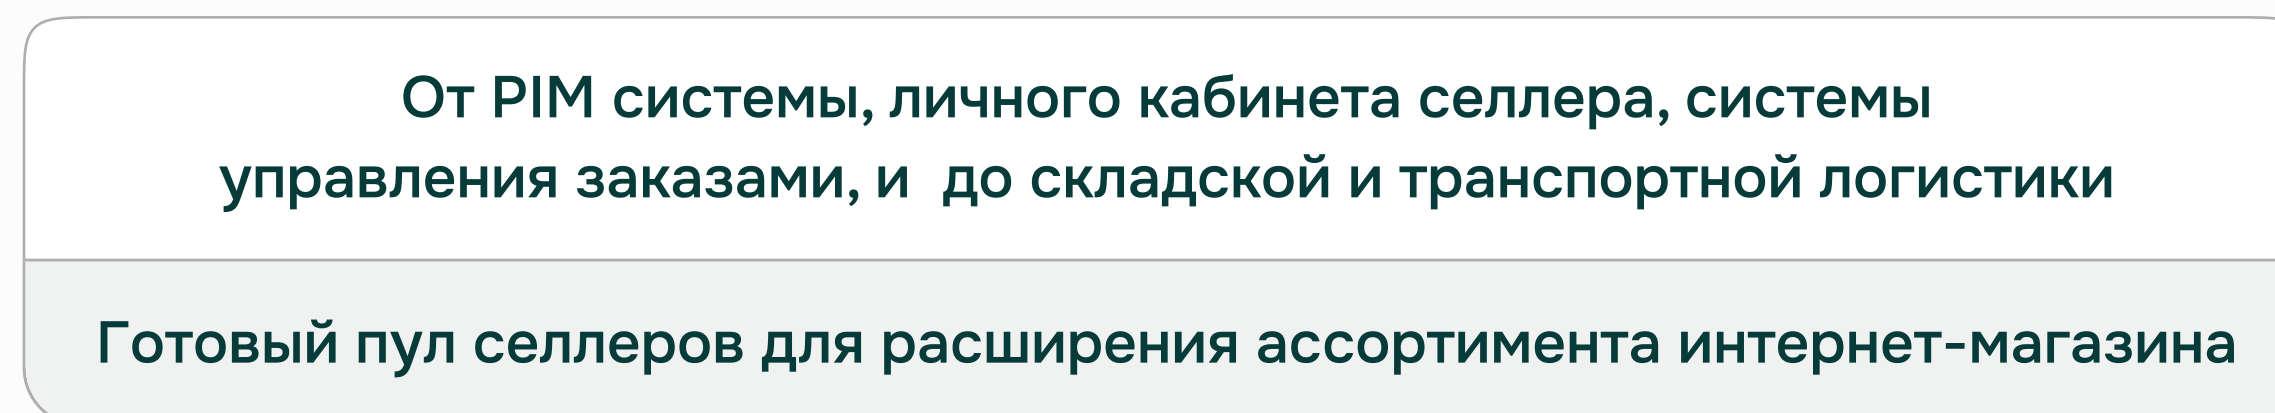 От PIM системы, личного кабинета селлера, системы
управления заказами, и  до складской и транспортной логистики
Готовый пул селлеров для расширения ассортимента интернет-магазина